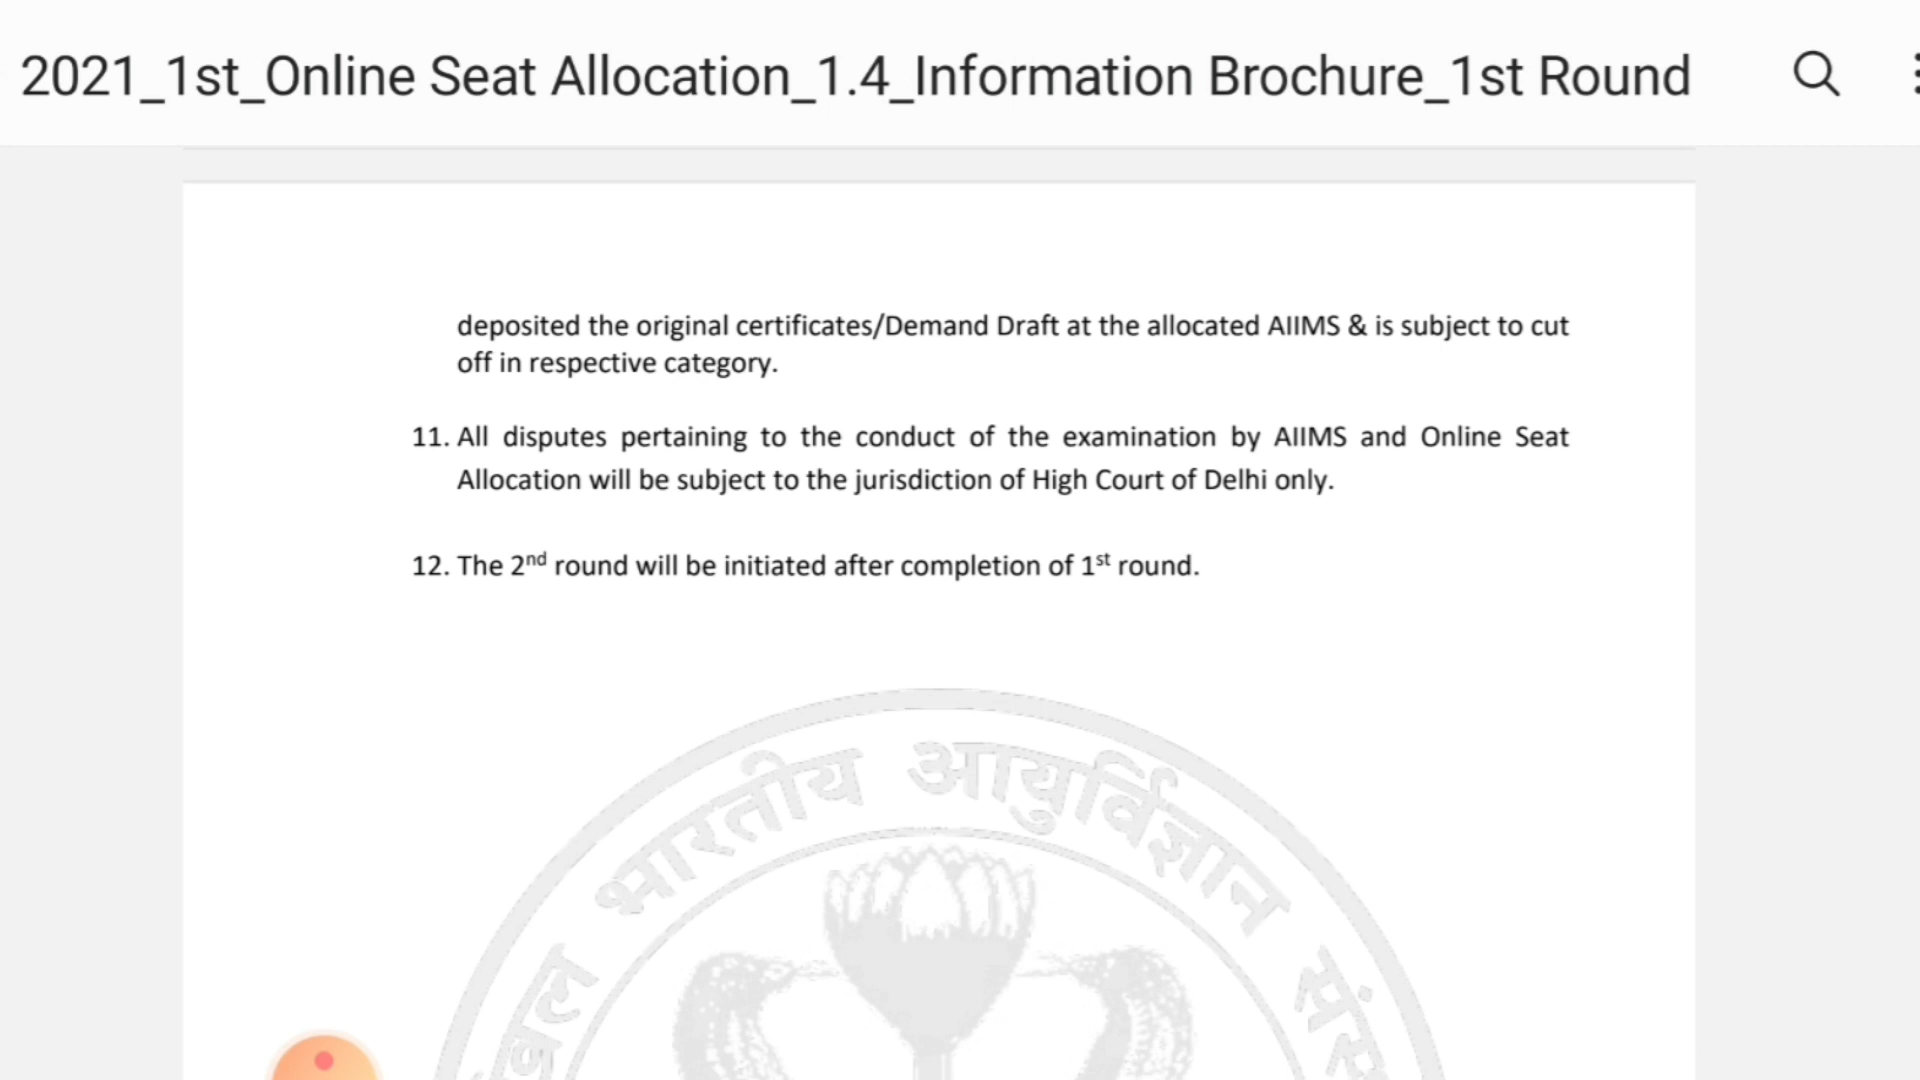 2021_1st_Online Seat Allocation_1.4_Information Brochure_1st Round
deposited the original certificates/Demand Draft at the allocated AIIMS & is subject to cut
off in respective category.
11. All disputes pertaining to the conduct of the examination by AIIMS and Online Seat
Allocation will be subject to the jurisdiction of High Court of Delhi only.
12. The 2nd round will be initiated after completion of 1st round.
भारतीय आयुर्विज्ञान